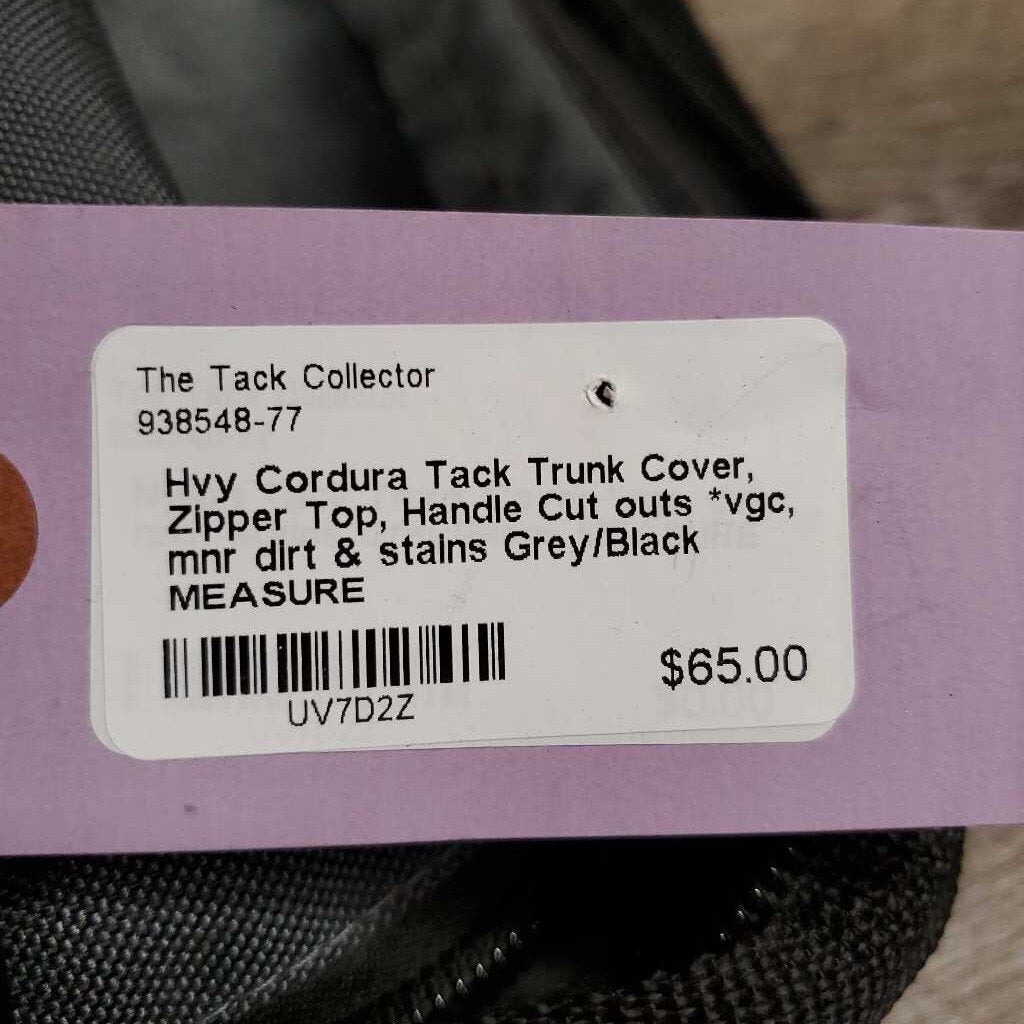 The Tack Collector
938548-77
Hvy Cordura Tack Trunk Cover,
Zipper Top, Handle Cut outs *vgc,
mnr dirt & stains Grey/Black
MEASURE
UV7D2Z
$65.00